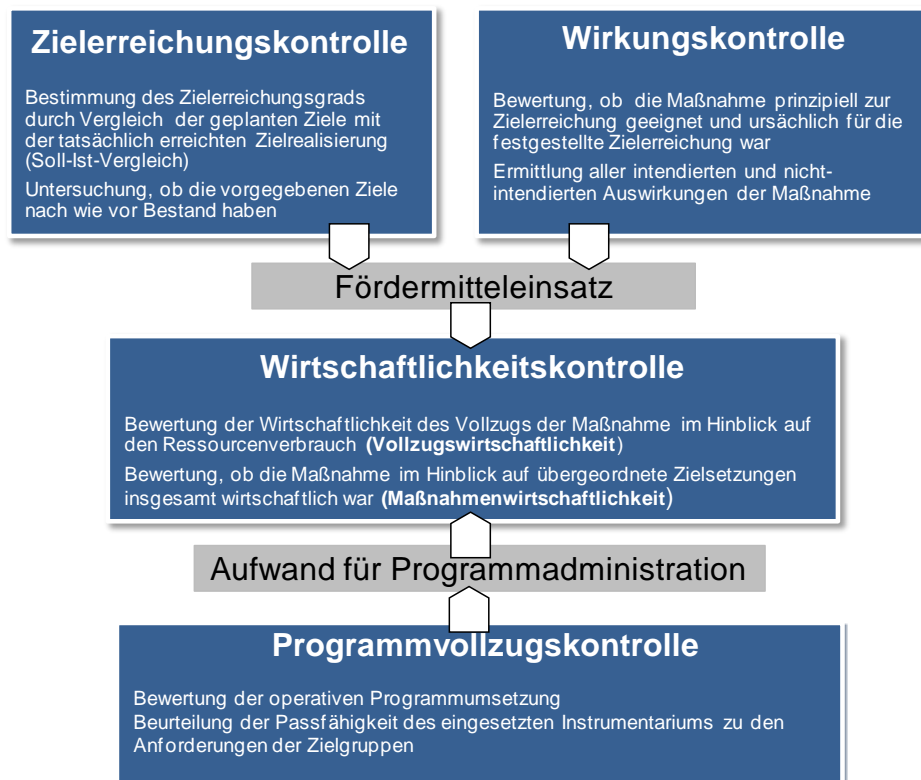 Zielerreichungskontrolle
Bestimmung des Zielerreichungsgrads
durch Vergleich der geplanten Ziele mit
der tatsächlich erreichten Zielrealisierung
(Soll-Ist-Vergleich)
Untersuchung, ob die vorgegebenen Ziele
nach wie vor Bestand haben
Wirkungskontrolle
Bewertung, ob die Maßnahme prinzipiell zur
Zielerreichung geeignet und ursächlich für die
festgestellte Zielerreichung war
Ermittlung aller intendierten und nicht-
intendierten Auswirkungen der Maßnahme
Fördermitteleinsatz
Wirtschaftlichkeitskontrolle
Bewertung der Wirtschaftlichkeit des Vollzugs der Maßnahme im Hinblick auf
den Ressourcenverbrauch (Vollzugswirtschaftlichkeit)
Bewertung, ob die Maßnahme im Hinblick auf übergeordnete Zielsetzungen
insgesamt wirtschaftlich war (Maßnahmenwirtschaftlichkeit)
Aufwand für Programmadministration
Programmvollzugskontrolle
Bewertung der operativen Programmumsetzung
Beurteilung der Passfähigkeit des eingesetzten Instrumentariums zu den
Anforderungen der Zielgruppen